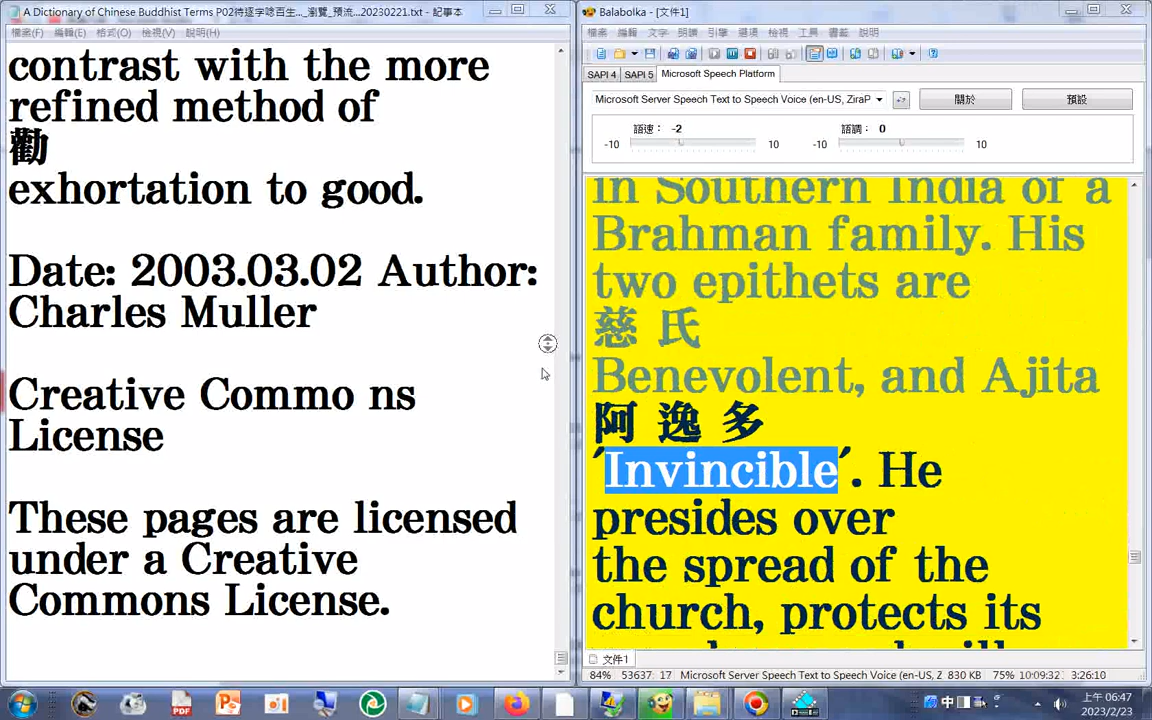 A Dictionary of Chinese Buddhist Terms P02待逐字唸百生..._瀏覽_預流...20230221.txt - 記事本
檔案(F) 編輯(E) 格式(O) 檢視(V) 說明(H)
contrast with the more
refined method of
勸
exhortation to good.
Date: 2003.03.02 Author:
Charles Muller
Creative Commo ns
License
These pages are licensed
under a Creative
Commons License.
Balabolka - [文件1]
檔案 編輯 文字 朗讀 引擎 選項 檢視 工具 書籤 說明
SAPI 4 SAPI 5 Microsoft Speech Platform
Microsoft Server Speech Text to Speech Voice (en-US, ZiraP
關於
預設
語速： -2 語調： 0
-10 10 -10 10
in Southern India of a
Brahman family. His
two epithets are
慈 氏
Benevolent, and Ajita
阿 逸 多
´Invincible´. He
presides over
the spread of the
church, protects its
文件1
84% 53637: 17 Microsoft Server Speech Text to Speech Voice (en-US, ZiraPro) 830 KB 75% 10:09:32 3:26:10
PDF
中
上午 06:47
2023/2/23